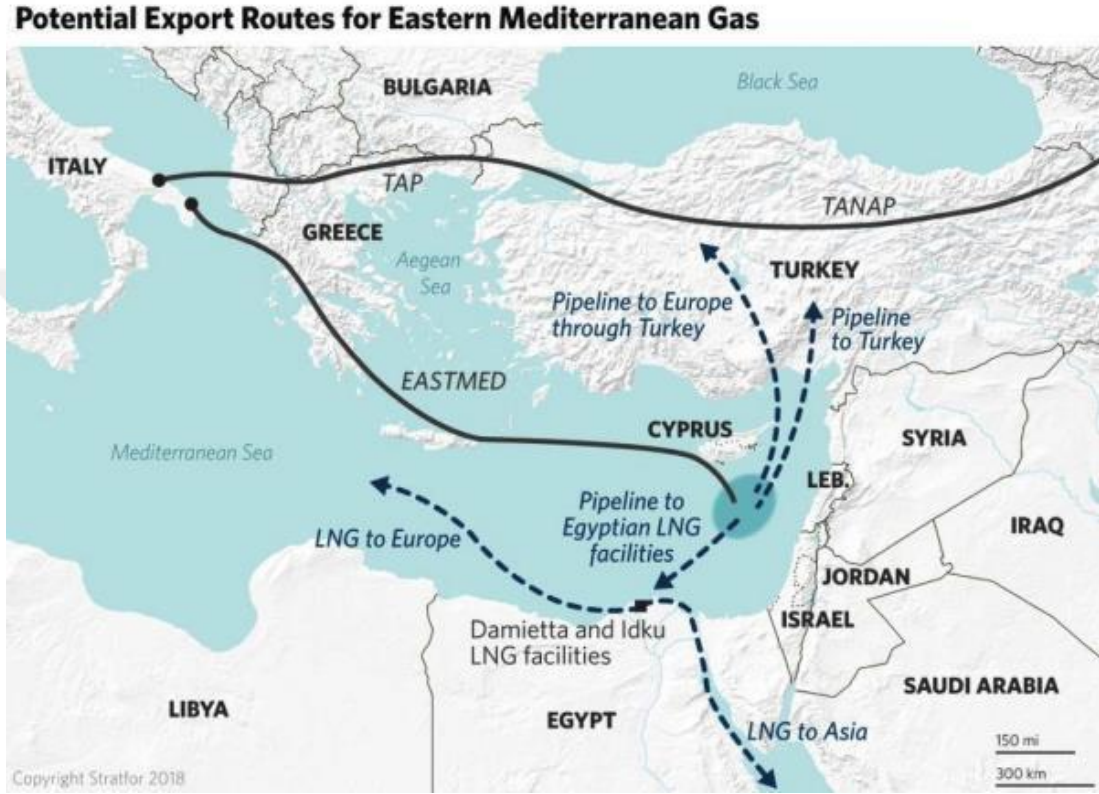 Potential Export Routes for Eastern Mediterranean Gas
BULGARIA
Black Sea
ITALY
TAP
TANAP
GREECE
Aegean
Sea
TURKEY
Pipeline to Europe
through Turkey
Pipeline
to Turkey
EASTMED
CYPRUS
SYRIA
Mediterranean Sea
LEB.
Pipeline to
Egyptian LNG
facilities
IRAQ
LNG to Europe
JORDAN
ISRAEL
Damietta and Idku
LNG facilities
SAUDI ARABIA
LIBYA
EGYPT
LNG to Asia
150 mi
300 km
Copyright Stratfor 2018